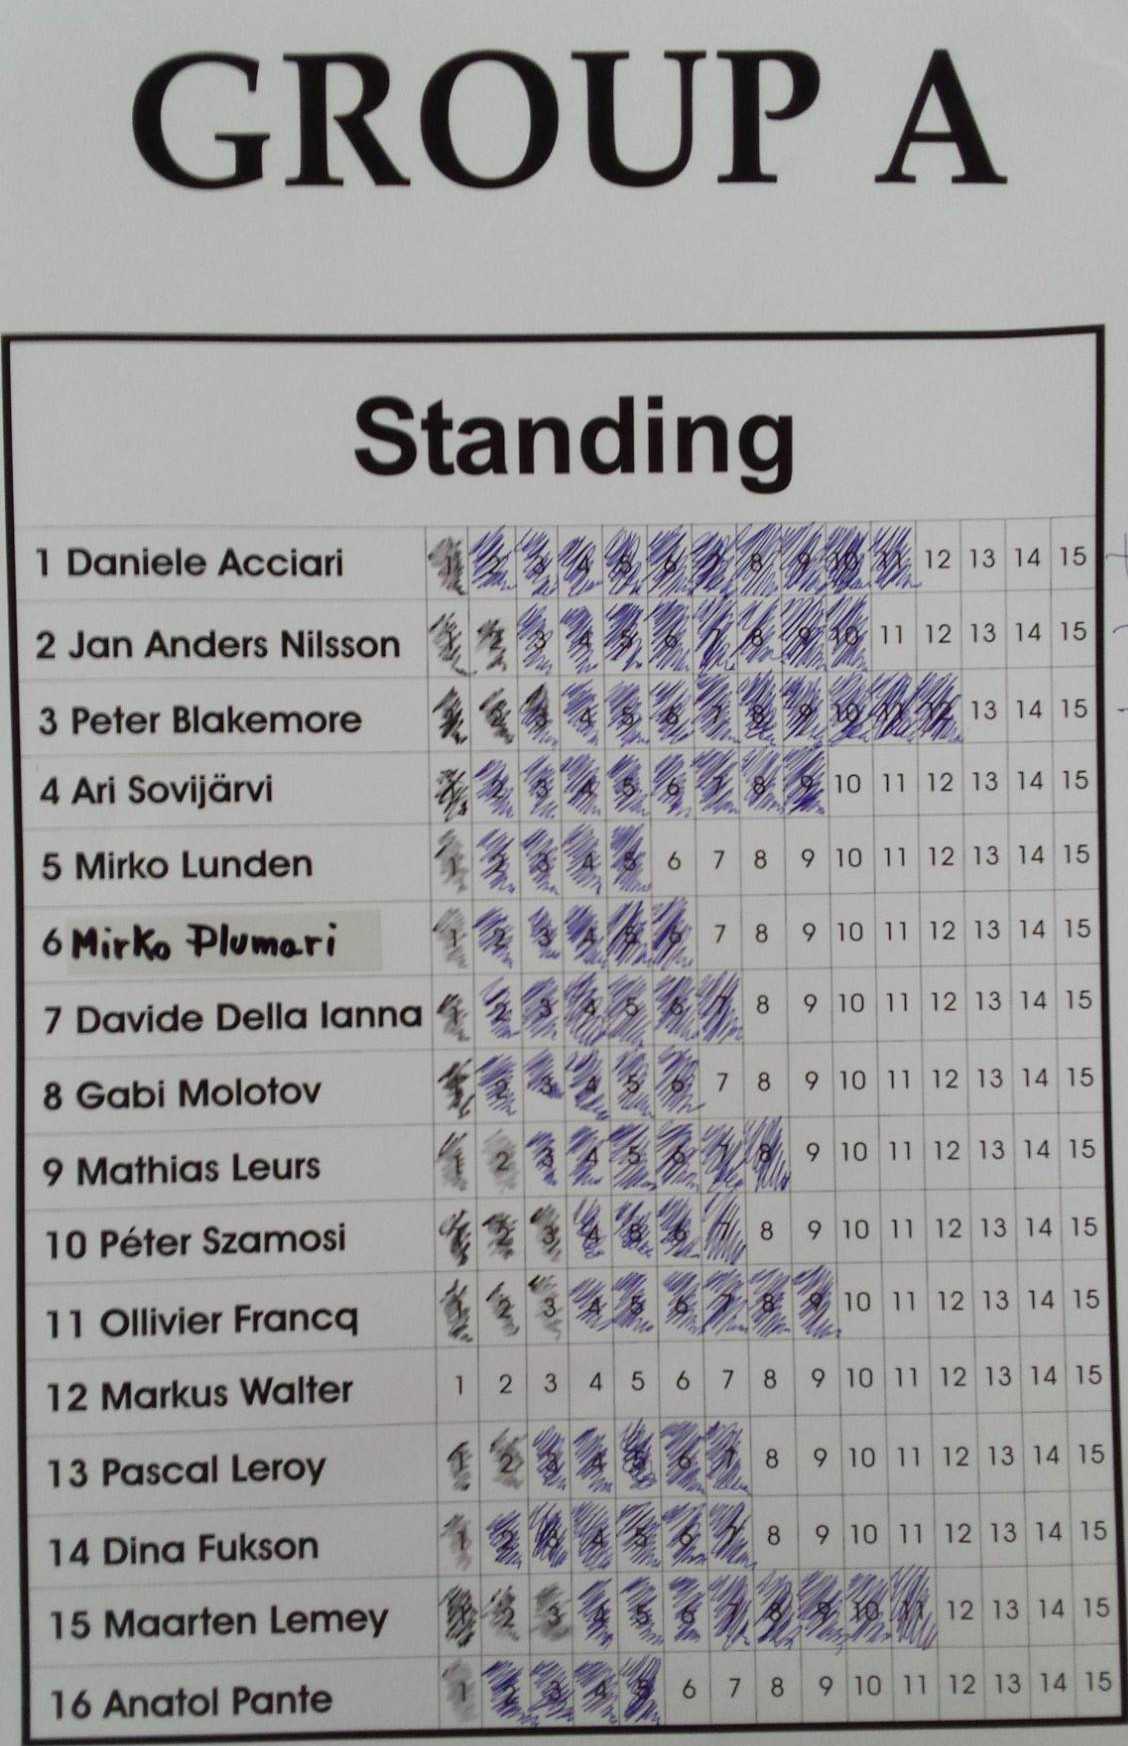 GROUP A
Standing
1 Daniele Acciari 1 2 3 4 5 6 7 8 9 10 11 12 13 14 15
2 Jan Anders Nilsson 1 2 3 4 5 6 7 8 9 10 11 12 13 14 15
3 Peter Blakemore 1 2 3 4 5 6 7 8 9 10 11 12 13 14 15
4 Ari Sovijärvi 1 2 3 4 5 6 7 8 9 10 11 12 13 14 15
5 Mirko Lunden 1 2 3 4 5 6 7 8 9 10 11 12 13 14 15
6 Mirko Plumari 1 2 3 4 5 6 7 8 9 10 11 12 13 14 15
7 Davide Della Ianna 1 2 3 4 5 6 7 8 9 10 11 12 13 14 15
8 Gabi Molotov 1 2 3 4 5 6 7 8 9 10 11 12 13 14 15
9 Mathias Leurs 1 2 3 4 5 6 7 8 9 10 11 12 13 14 15
10 Péter Szamosi 1 2 3 4 5 6 7 8 9 10 11 12 13 14 15
11 Ollivier Francq 1 2 3 4 5 6 7 8 9 10 11 12 13 14 15
12 Markus Walter 1 2 3 4 5 6 7 8 9 10 11 12 13 14 15
13 Pascal Leroy 1 2 3 4 5 6 7 8 9 10 11 12 13 14 15
14 Dina Fukson 1 2 3 4 5 6 7 8 9 10 11 12 13 14 15
15 Maarten Lemey 1 2 3 4 5 6 7 8 9 10 11 12 13 14 15
16 Anatol Pante 1 2 3 4 5 6 7 8 9 10 11 12 13 14 15